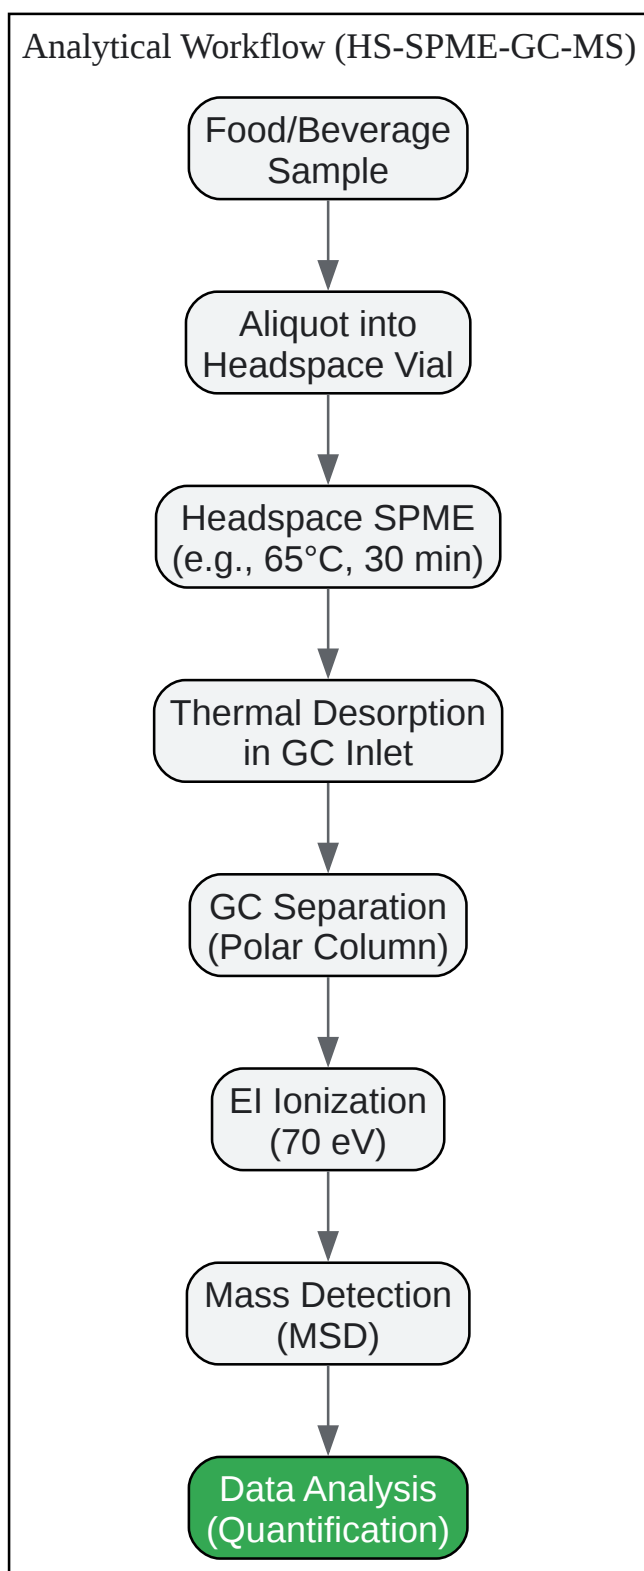 Analytical Workflow (HS-SPME-GC-MS)
Food/Beverage
Sample
Aliquot into
Headspace Vial
Headspace SPME
(e.g., 65°C, 30 min)
Thermal Desorption
in GC Inlet
GC Separation
(Polar Column)
EI Ionization
(70 eV)
Mass Detection
(MSD)
Data Analysis
(Quantification)